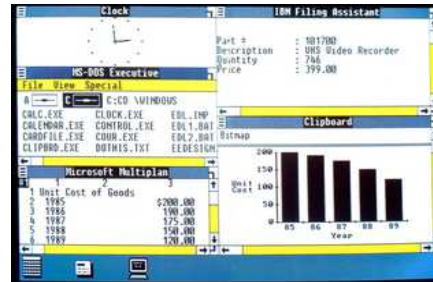 Clock
MS-DOS Executive
File View Special
A C C:CD \WINDOWS
CALC.EXE CLOCK.EXE EDL.INP
CALENDAR.EXE CONTROL.EXE EDL1.BAT
CARDFILE.EXE COUR.EXE EDL2.BAT
CLIPBRD.EXE DOTHIS.TXT EEDESIGN
Microsoft Multiplan
#1 1 2 3
1 Unit Cost of Goods
2 1985 $200.00
3 1986 190.00
4 1987 175.00
5 1988 150.00
6 1989 120.00
IBM Filing Assistant
Part # : 101700
Description : VHS Video Recorder
Quantity : 746
Price : 399.00
Clipboard
Bitmap
200
150
Unit
Cost
100
50
0
85 86 87 88 89
Year